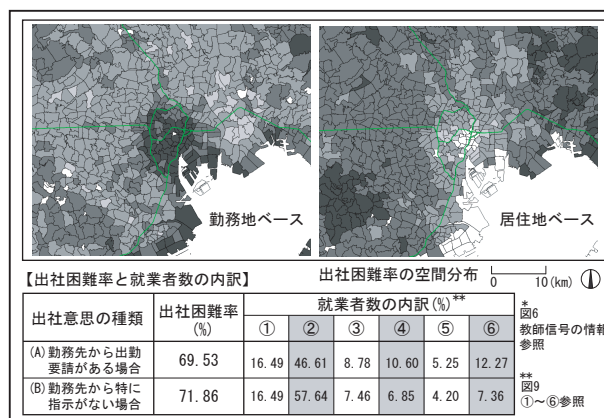 勤務地ベース
居住地ベース
【出社困難率と就業者数の内訳】
出社困難率の空間分布
0 10(km)
出社意思の種類
出社困難率
(%)
就業者数の内訳(%)**
① ② ③ ④ ⑤ ⑥
(A)勤務先から出勤
要請がある場合
69.53 16.49 46.61 8.78 10.60 5.25 12.27
(B)勤務先から特に
指示がない場合
71.86 16.49 57.64 7.46 6.85 4.20 7.36
*
図6
教師信号の情報
参照
**
図9
①~⑥参照